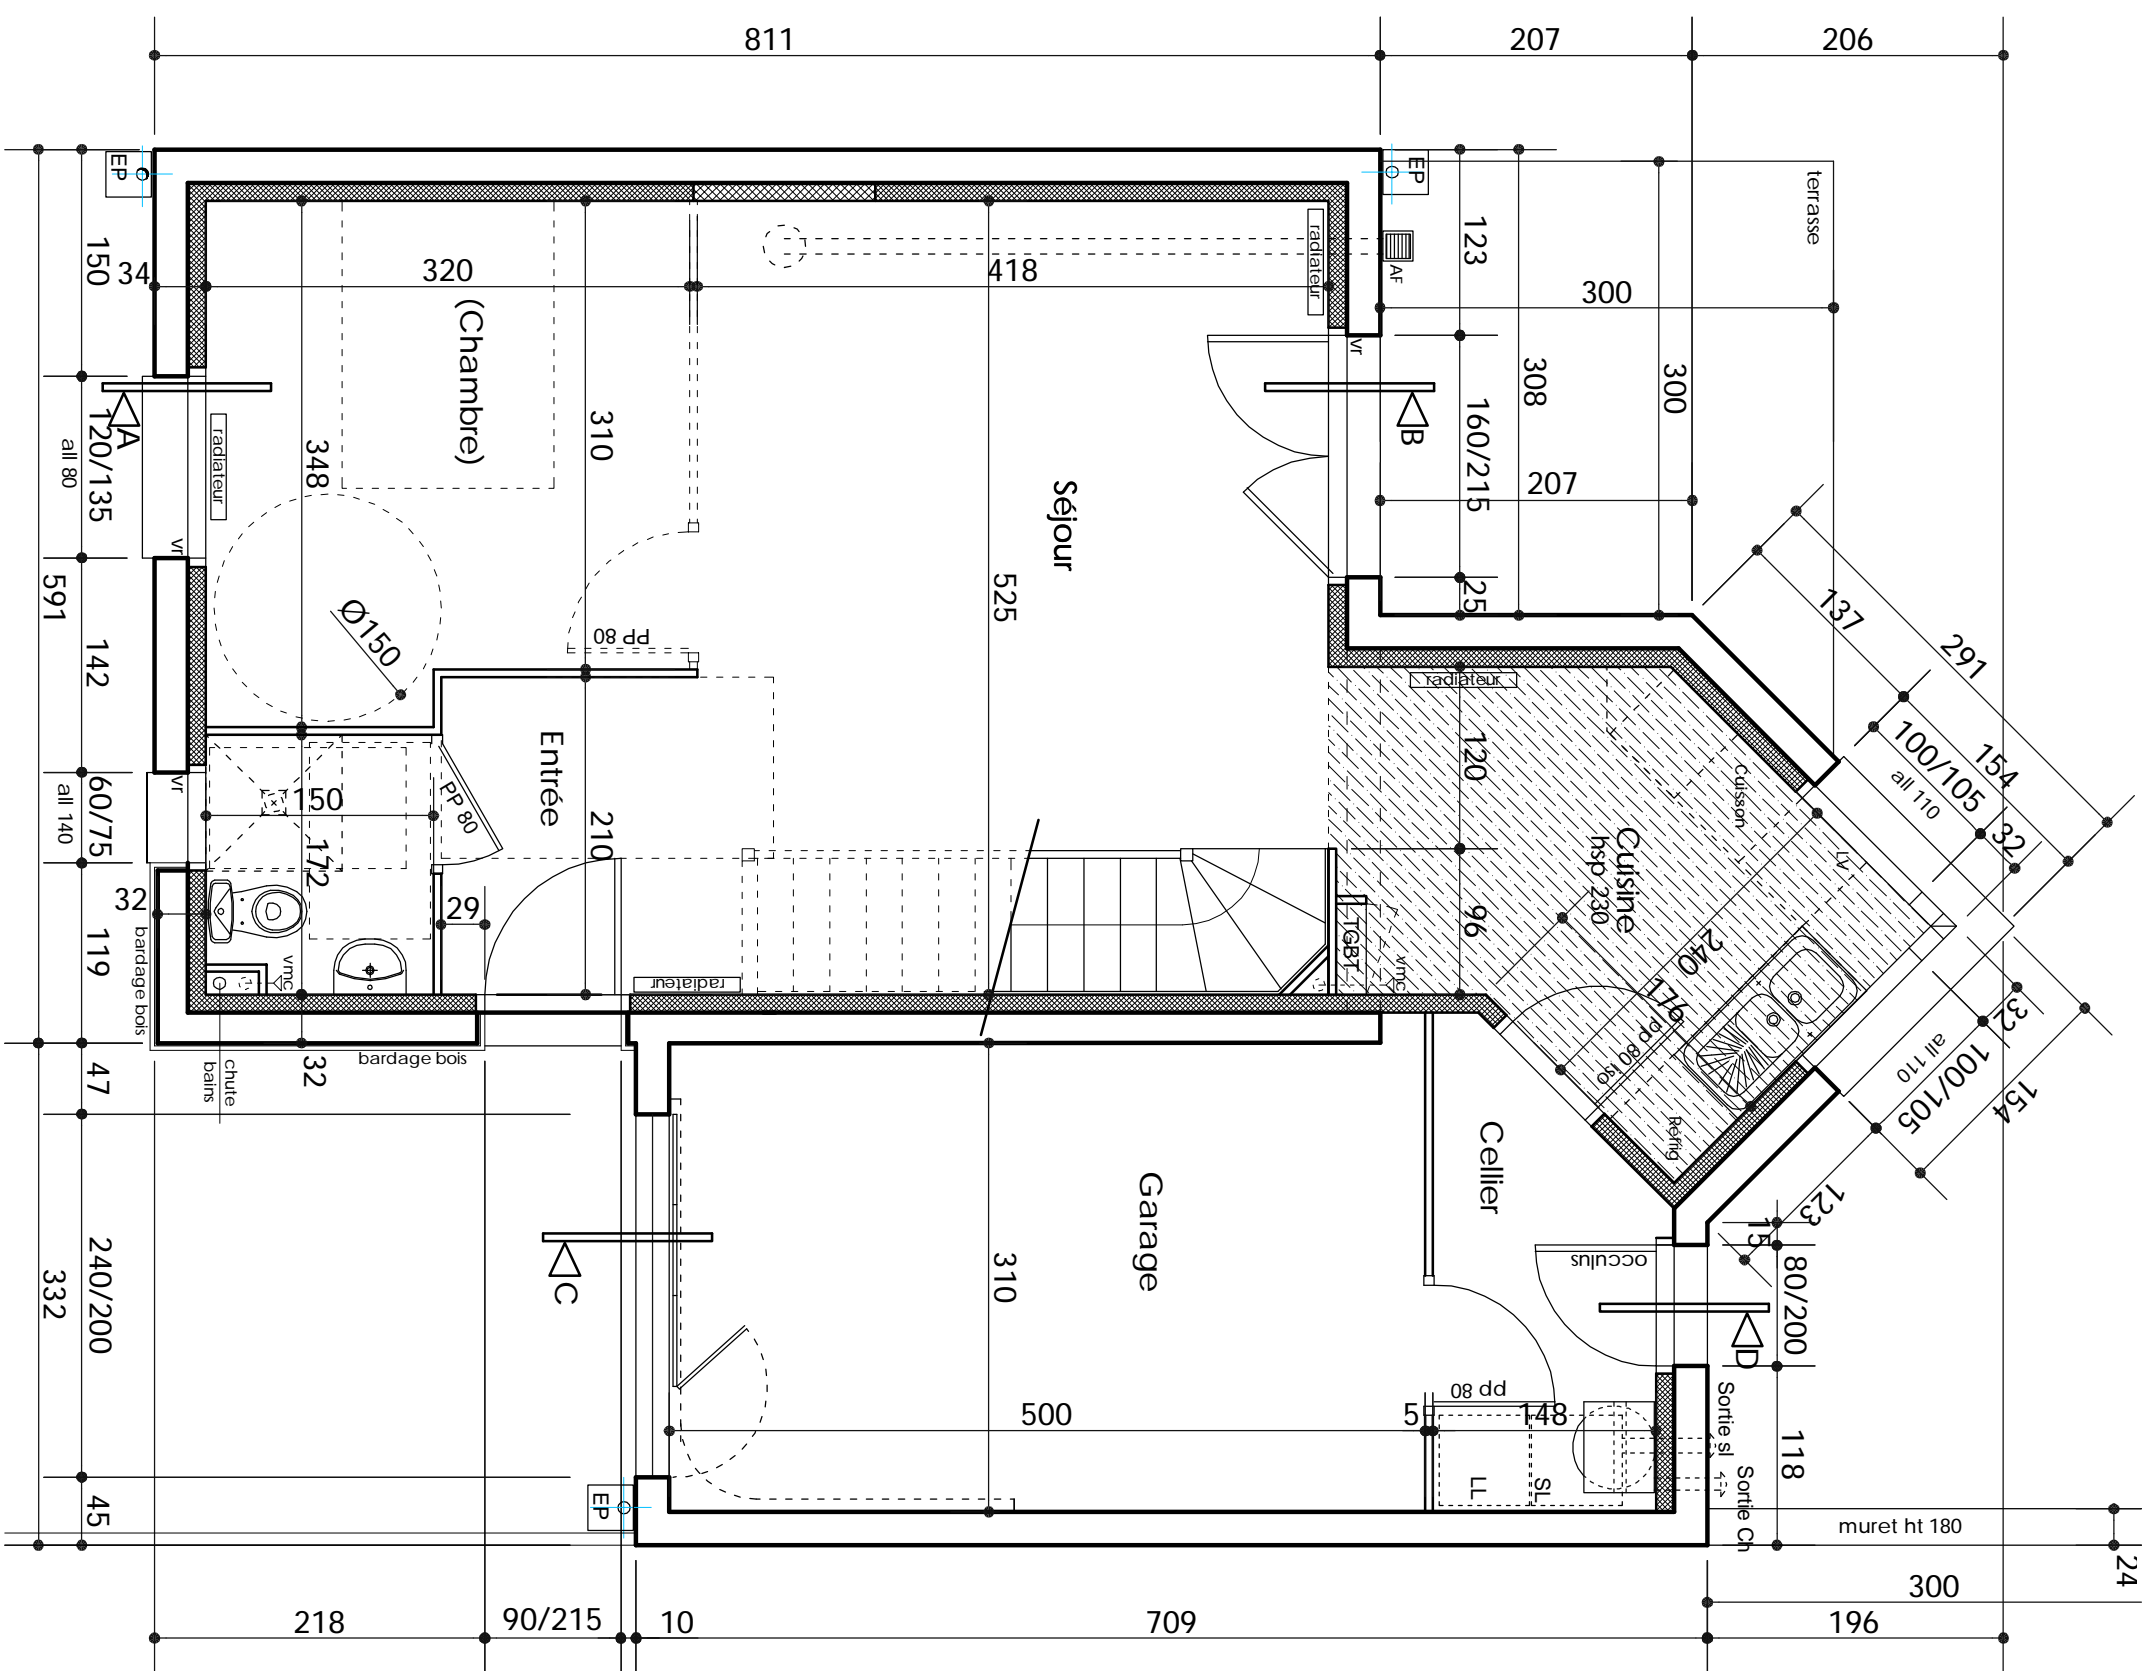 811
207
206
EP
EP
terrasse
150
34
320
418
radiateur
AF
123
300
(Chambre)
vr
308
300
A
B
120/135
all 80
radiateur
348
310
160/215
207
Séjour
vr
591
142
Ø150
pp 80
525
25
137
291
radiateur
Entrée
120
Cuisson
100/105
all 110
154
32
60/75
all 140
vr
150
PP 80
172
210
Cuisine
hsp 230
LV
32
29
119
bardage bois
vmc
radiateur
TGBT
vmc
96
240
176
pp 80 iso
32
all 110
100/105
154
47
chute
bains
32
bardage bois
Réfrig
Cellier
Garage
123
15
occulus
80/200
240/200
332
C
310
D
pp 80
500
5
148
Sortie sl
118
LL
SL
Sortie Ch
45
EP
muret ht 180
24
300
218
90/215
10
709
196